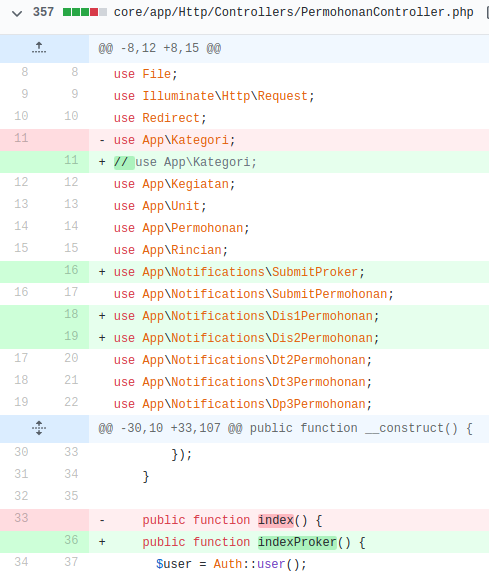 357 core/app/Http/Controllers/PermohonanController.php
@@ -8,12 +8,15 @@
8 8 use File;
9 9 use Illuminate\Http\Request;
10 10 use Redirect;
11 - use App\Kategori;
11 + // use App\Kategori;
12 12 use App\Kegiatan;
13 13 use App\Unit;
14 14 use App\Permohonan;
15 15 use App\Rincian;
16 + use App\Notifications\SubmitProker;
16 17 use App\Notifications\SubmitPermohonan;
18 + use App\Notifications\Dis1Permohonan;
19 + use App\Notifications\Dis2Permohonan;
17 20 use App\Notifications\Dt2Permohonan;
18 21 use App\Notifications\Dt3Permohonan;
19 22 use App\Notifications\Dp3Permohonan;
@@ -30,10 +33,107 @@ public function __construct() {
30 33 });
31 34 }
32 35
33 - public function index() {
36 + public function indexProker() {
34 37 $user = Auth::user();